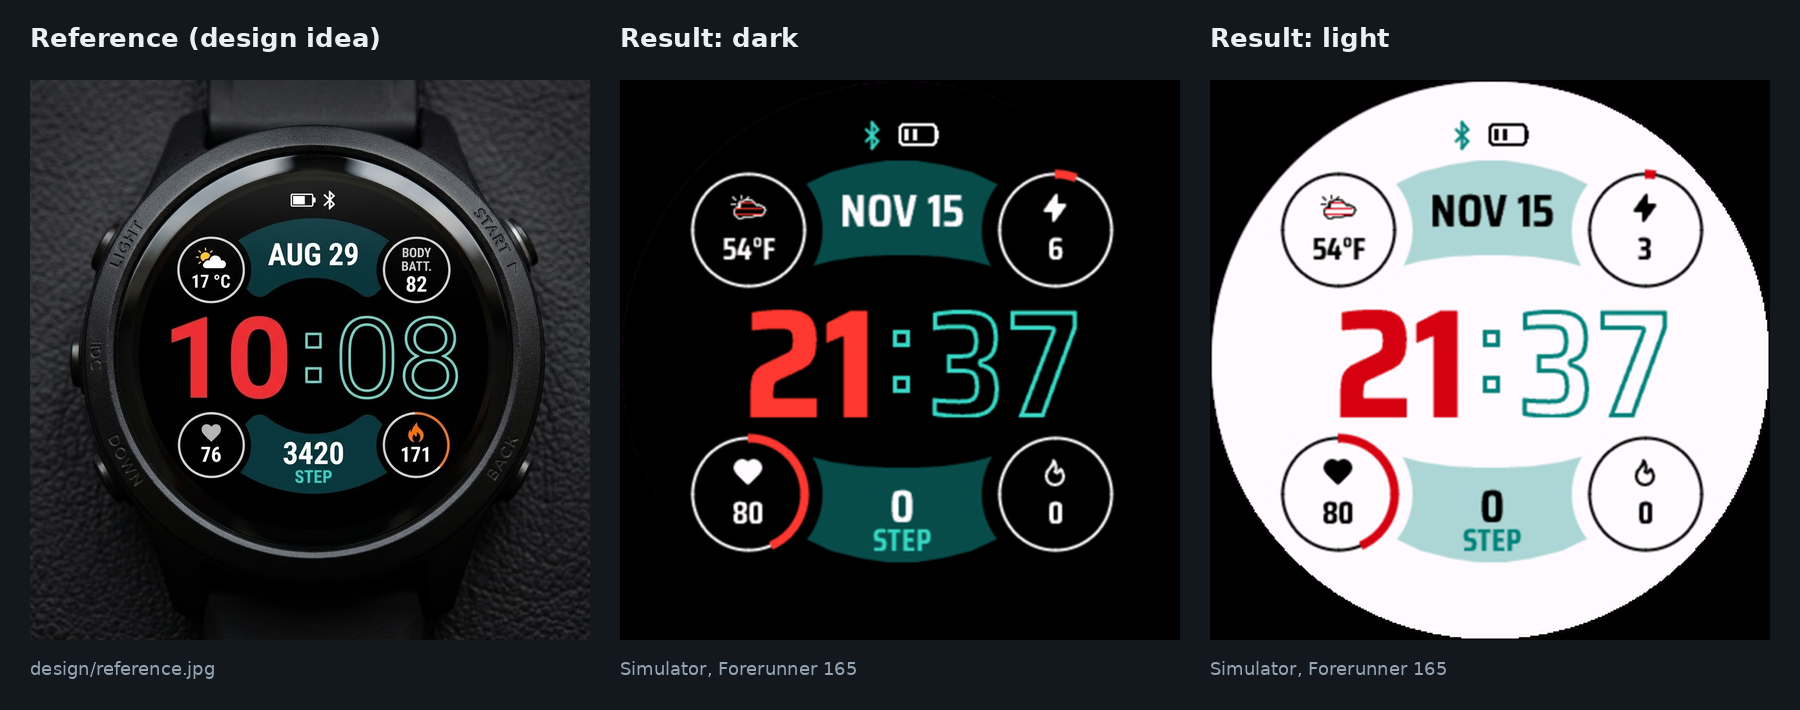 Reference (design idea)
Result: dark
Result: light
LIGHT
START
AUG 29
17 °C
BODY
BATT.
82
10:08
DOWN
BACK
76
3420
STEP
171
NOV 15
54°F
6
21:37
80
0
STEP
0
NOV 15
54°F
3
21:37
80
0
STEP
0
design/reference.jpg
Simulator, Forerunner 165
Simulator, Forerunner 165